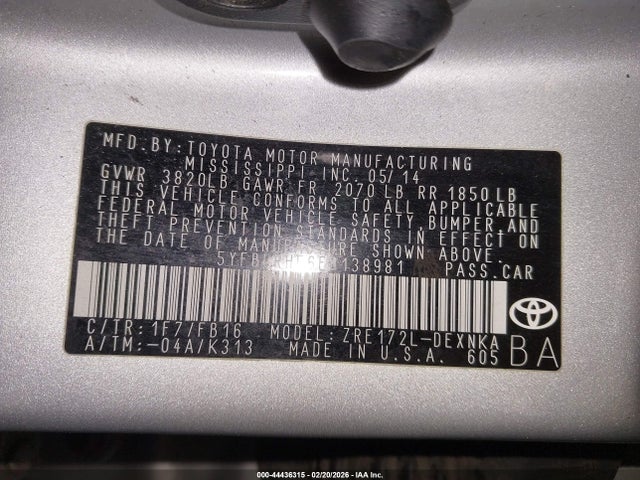 MFD.BY:TOYOTA MOTOR MANUFACTURING
MISSISSIPPI, INC. 05/14
GVWR 3820LB GAWR FR 2070LB RR 1850LB
THIS VEHICLE CONFORMS TO ALL APPLICABLE
FEDERAL MOTOR VEHICLE SAFETY, BUMPER, AND
THEFT PREVENTION STANDARDS IN EFFECT ON
THE DATE OF MANUFACTURE SHOWN ABOVE.
PASS.CAR
C/TR:1F7/FB16 MODEL:ZRE172L-DEXNKA
A/TM:-04A/K313 MADE IN U.S.A. 605
BA
000-44436315 - 02/20/2026 - IAA Inc.